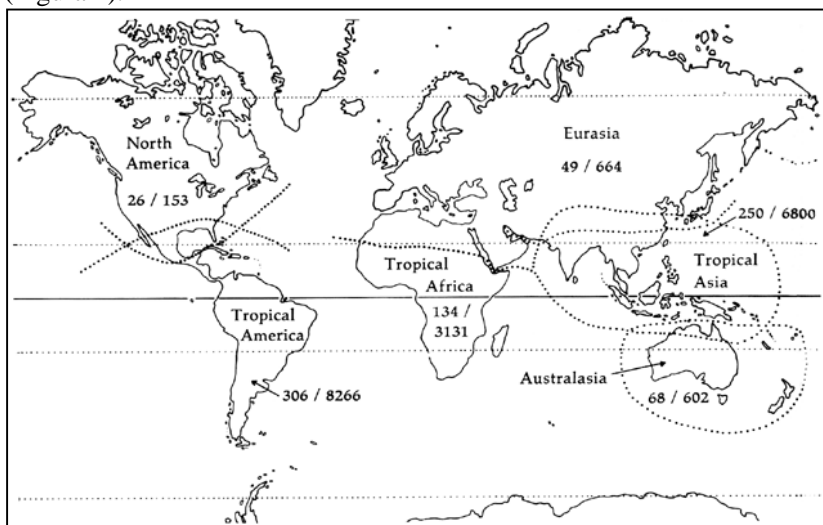 North
America
26 / 153
Eurasia
49 / 664
250 / 6800
Tropical
Asia
Tropical
Africa
134 /
3131
Tropical
America
306 / 8266
Australasia
68 / 602